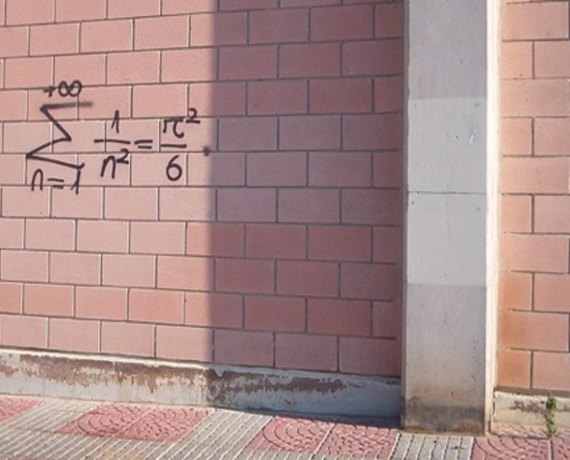 +∞
∑ 1/n² = π²/6.
n=1